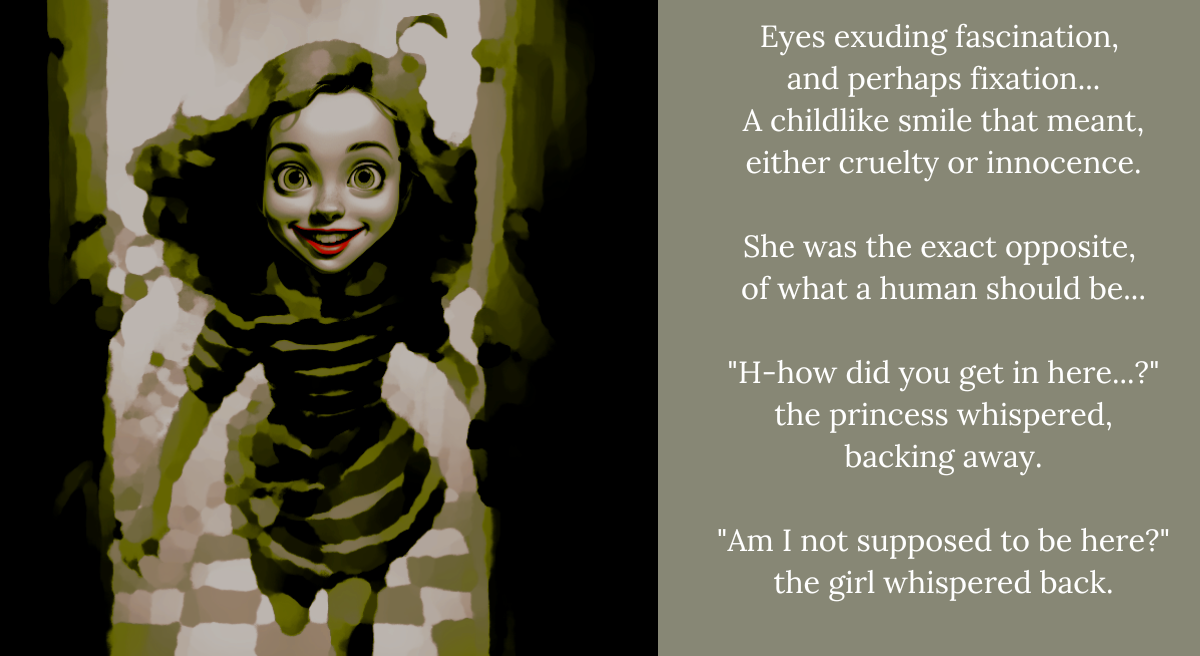 Eyes exuding fascination,
and perhaps fixation...
A childlike smile that meant,
either cruelty or innocence.
She was the exact opposite,
of what a human should be...
"H-how did you get in here...?"
the princess whispered,
backing away.
"Am I not supposed to be here?"
the girl whispered back.